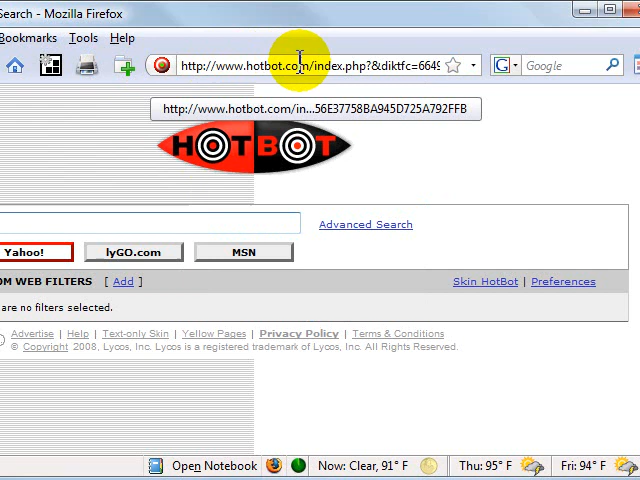 Search - Mozilla Firefox
Bookmarks Tools Help
http://www.hotbot.com/index.php?&diktfc=6649 Google
http://www.hotbot.com/in...56E37758BA945D725A792FFB
HOTBOT
Advanced Search
Yahoo! lyGO.com MSN
OM WEB FILTERS [ Add ] Skin HotBot | Preferences
are no filters selected.
Advertise | Help | Text-only Skin | Yellow Pages | Privacy Policy | Terms & Conditions
© Copyright 2008, Lycos, Inc. Lycos is a registered trademark of Lycos, Inc. All Rights Reserved.
Open Notebook Now: Clear, 91° F Thu: 95° F Fri: 94° F